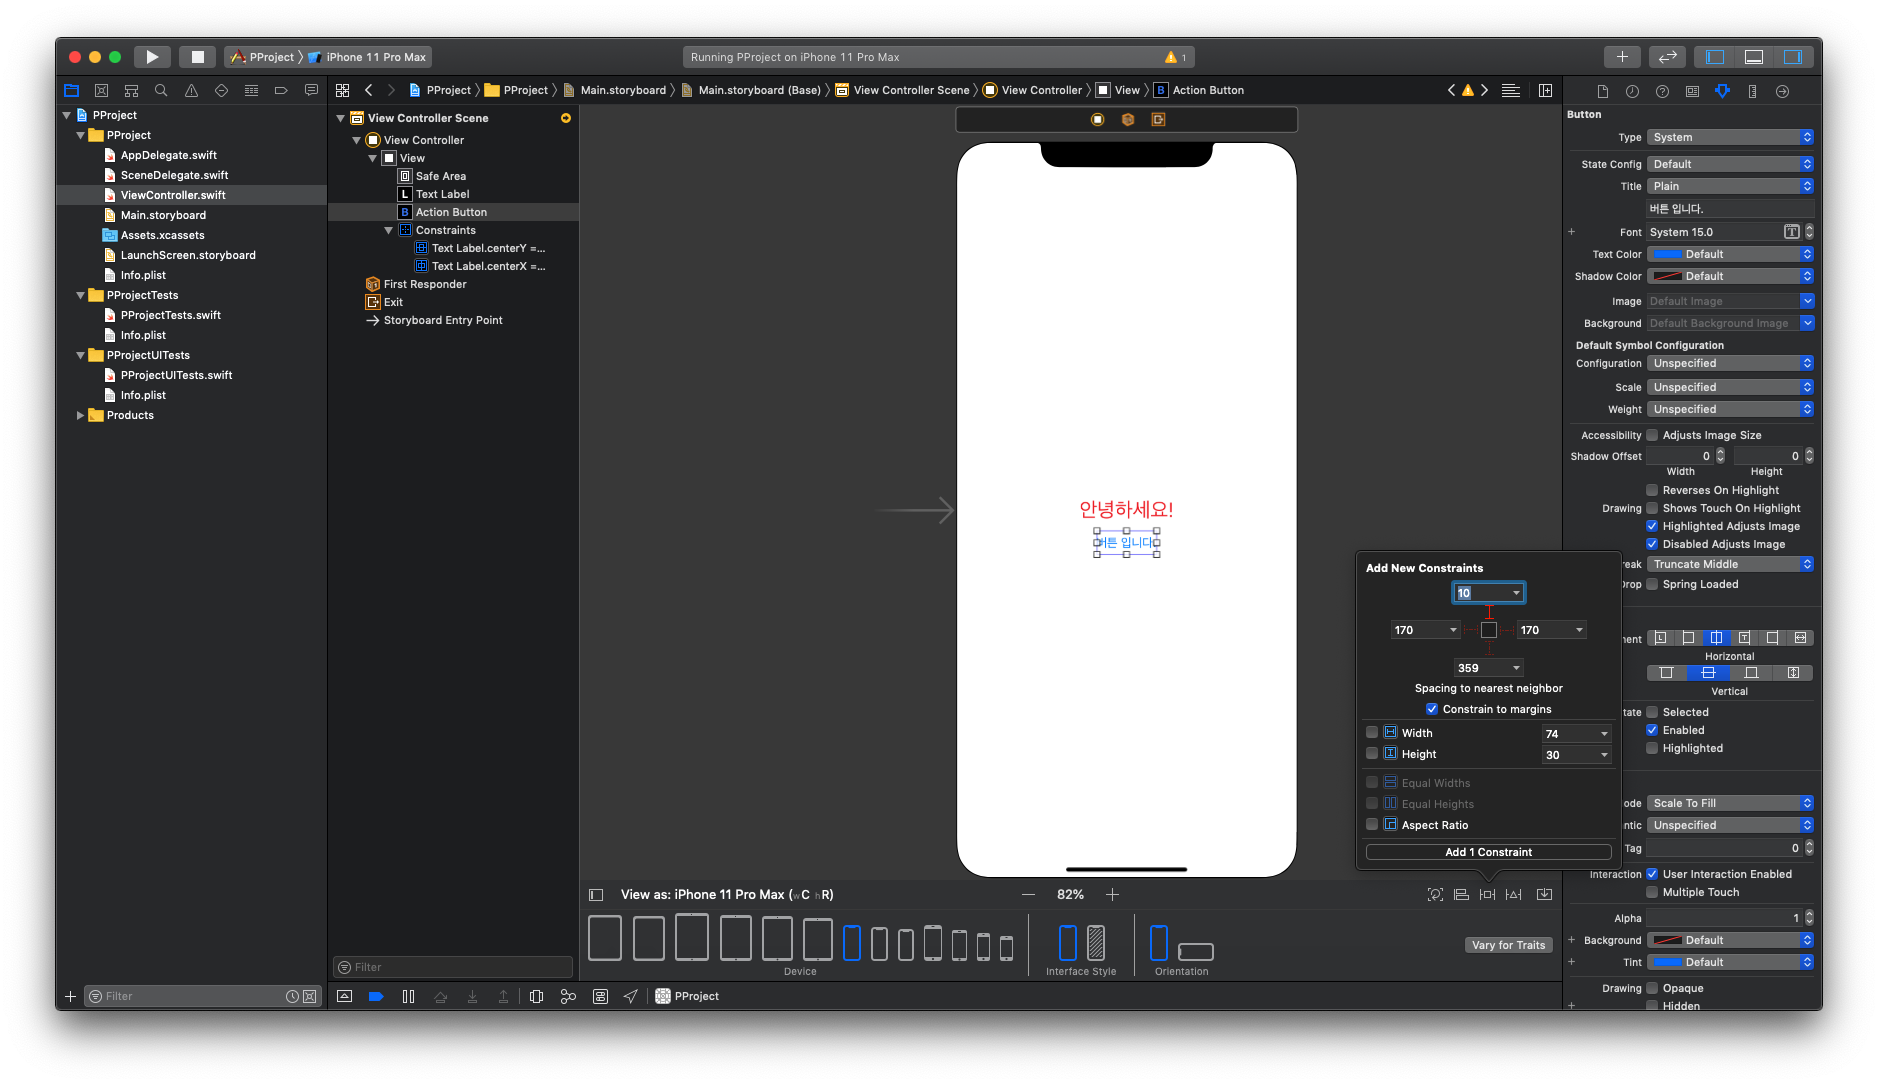 PProject
iPhone 11 Pro Max
Running PProject on iPhone 11 Pro Max
1
PProject
PProject
AppDelegate.swift
SceneDelegate.swift
ViewController.swift
Main.storyboard
Assets.xcassets
LaunchScreen.storyboard
Info.plist
PProjectTests
PProjectTests.swift
Info.plist
PProjectUITests
PProjectUITests.swift
Info.plist
Products
Filter
PProject
PProject
Main.storyboard
Main.storyboard (Base)
View Controller Scene
View Controller
View
B
Action Button
View Controller Scene
View Controller
View
Safe Area
L
Text Label
B
Action Button
Constraints
Text Label.centerY =...
Text Label.centerX =...
First Responder
Exit
Storyboard Entry Point
Filter
안녕하세요!
버튼 입니다.
View as: iPhone 11 Pro Max (wC hR)
82%
Device
Interface Style
Orientation
Vary for Traits
PProject
Add New Constraints
10
170
170
359
Spacing to nearest neighbor
Constrain to margins
Width
74
Height
30
Equal Widths
Equal Heights
Aspect Ratio
Add 1 Constraint
Button
Type
System
State Config
Default
Title
Plain
버튼 입니다.
Font
System 15.0
T
Text Color
Default
Shadow Color
Default
Image
Default Image
Background
Default Background Image
Default Symbol Configuration
Configuration
Unspecified
Scale
Unspecified
Weight
Unspecified
Accessibility
Adjusts Image Size
Shadow Offset
0
0
Width
Height
Reverses On Highlight
Drawing
Shows Touch On Highlight
Highlighted Adjusts Image
Disabled Adjusts Image
reak
Truncate Middle
Drop
Spring Loaded
nent
Horizontal
Vertical
tate
Selected
Enabled
Highlighted
lode
Scale To Fill
ntic
Unspecified
Tag
0
Interaction
User Interaction Enabled
Multiple Touch
Alpha
1
Background
Default
Tint
Default
Drawing
Opaque
Hidden